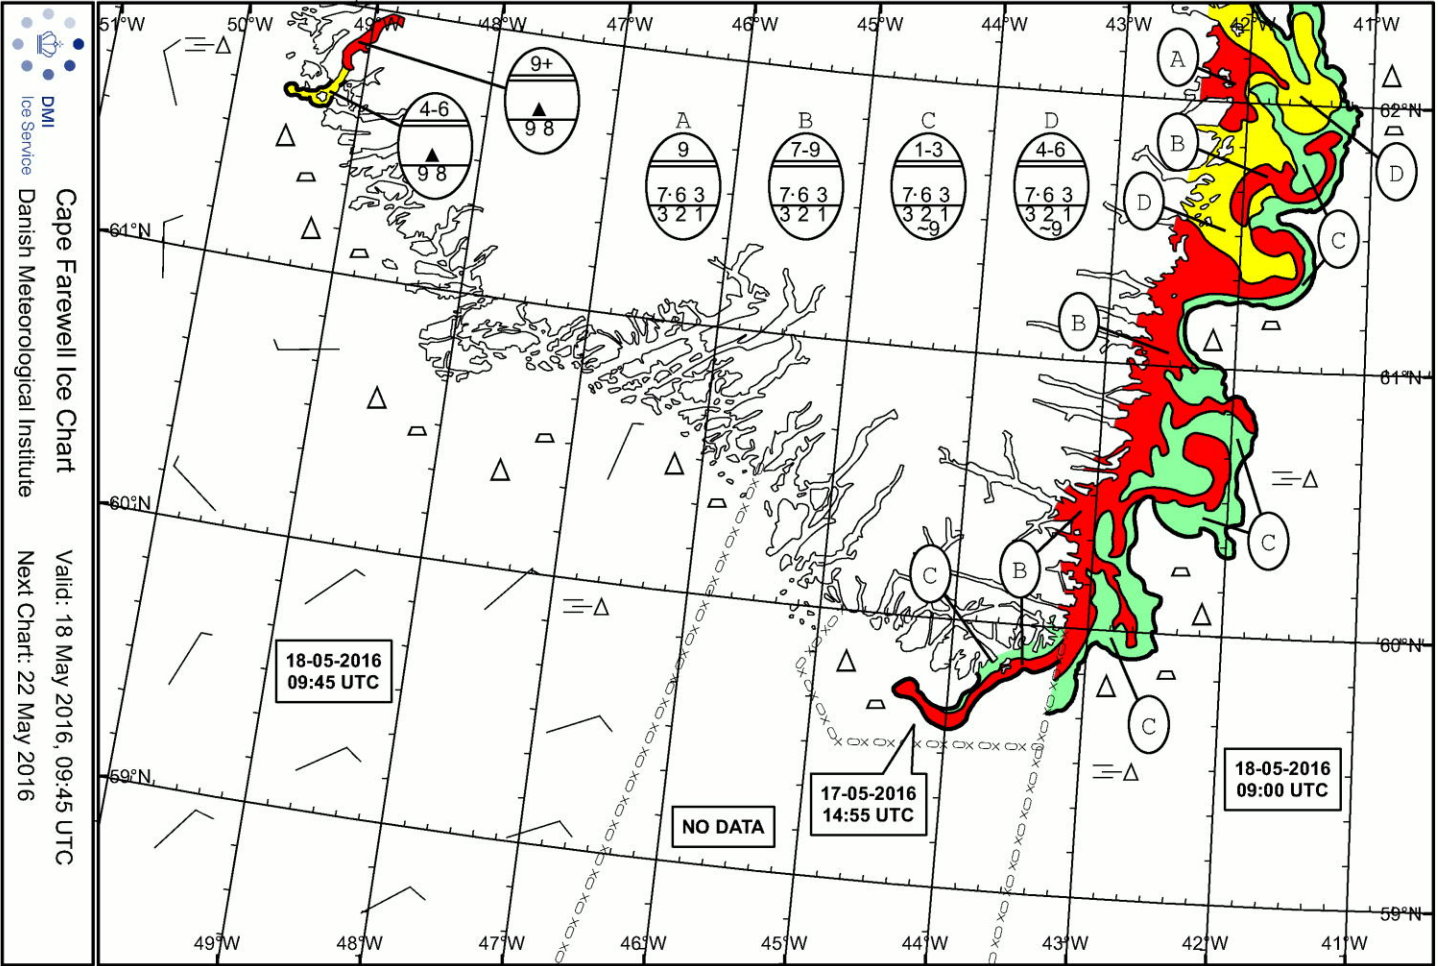 DMI
Ice Service
Cape Farewell Ice Chart
Danish Meteorological Institute
Valid: 18 May 2016, 09:45 UTC
Next Chart: 22 May 2016
51°W 50°W 49°W 48°W 47°W 46°W 45°W 44°W 43°W 42°W 41°W
9+
9 8
4-6
9 8
A B C D
9 7-9 1-3 4-6
7· 6 3 7· 6 3 7· 6 3 7· 6 3
3 2 1 3 2 1 3 2 1 3 2 1
~9 ~9
A
62°N
B
D
D
C
61°N
B
61°N
60°N
C
C B
60°N
18-05-2016
09:45 UTC
C
59°N
17-05-2016
14:55 UTC
18-05-2016
09:00 UTC
NO DATA
59°N
49°W 48°W 47°W 46°W 45°W 44°W 43°W 42°W 41°W